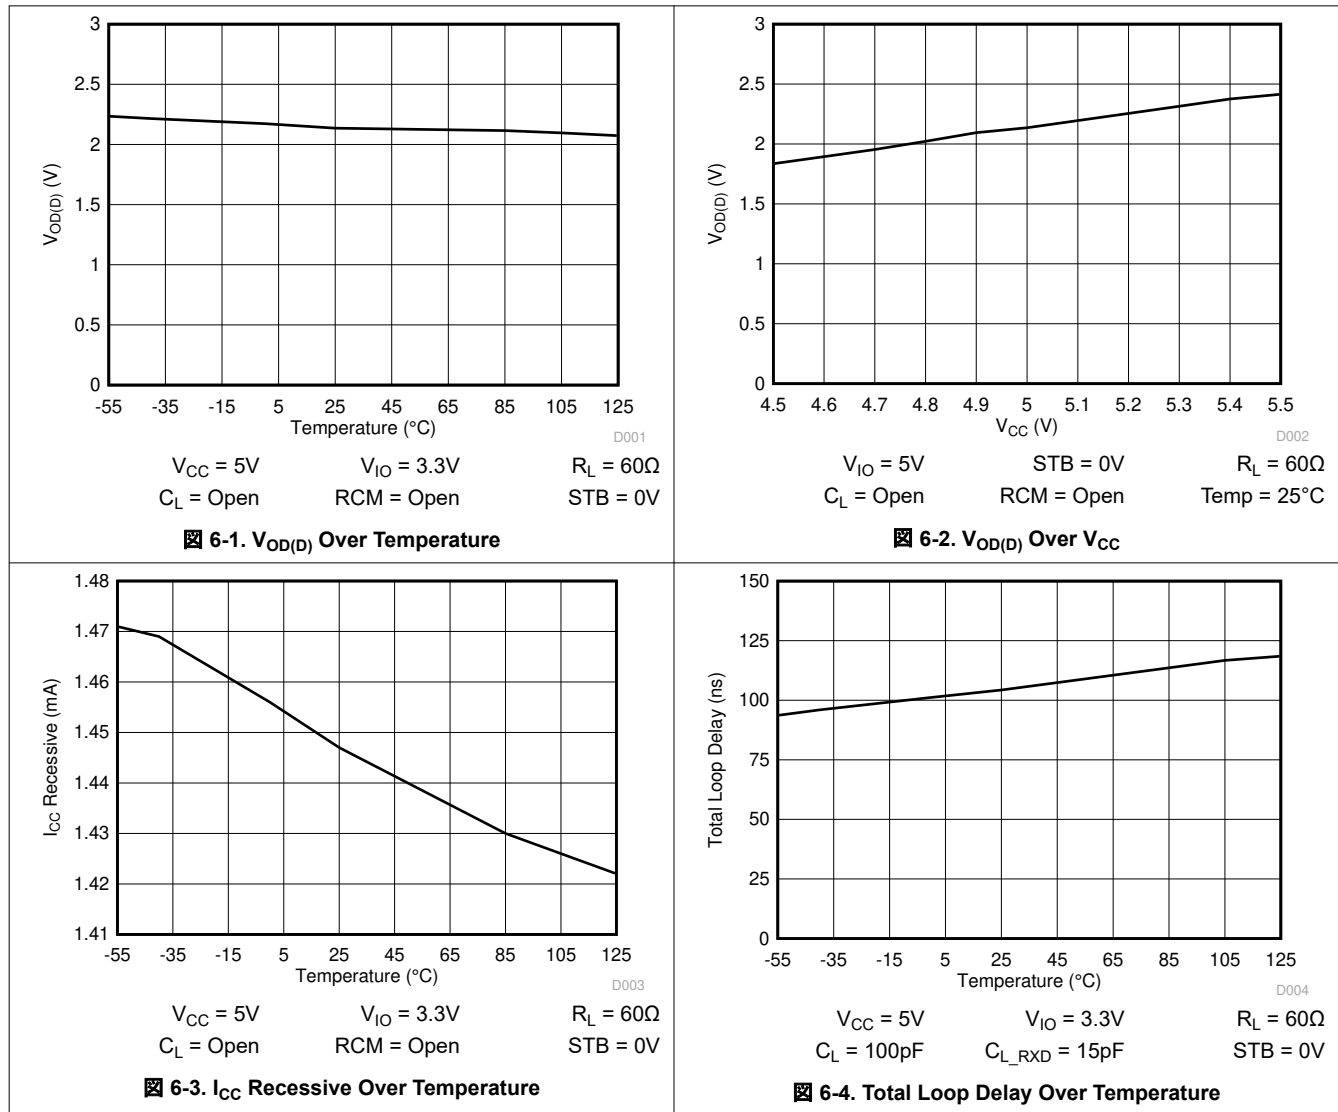 3
2.5
2
1.5
1
0.5
0
V_OD(D) (V)
-55 -35 -15 5 25 45 65 85 105 125
Temperature (°C)
D001
V_CC = 5V V_IO = 3.3V R_L = 60Ω
C_L = Open RCM = Open STB = 0V
図 6-1. V_OD(D) Over Temperature
3
2.5
2
1.5
1
0.5
0
V_OD(D) (V)
4.5 4.6 4.7 4.8 4.9 5 5.1 5.2 5.3 5.4 5.5
V_CC (V)
D002
V_IO = 5V STB = 0V R_L = 60Ω
C_L = Open RCM = Open Temp = 25°C
図 6-2. V_OD(D) Over V_CC
1.48
1.47
1.46
1.45
1.44
1.43
1.42
1.41
I_CC Recessive (mA)
-55 -35 -15 5 25 45 65 85 105 125
Temperature (°C)
D003
V_CC = 5V V_IO = 3.3V R_L = 60Ω
C_L = Open RCM = Open STB = 0V
図 6-3. I_CC Recessive Over Temperature
150
125
100
75
50
25
0
Total Loop Delay (ns)
-55 -35 -15 5 25 45 65 85 105 125
Temperature (°C)
D004
V_CC = 5V V_IO = 3.3V R_L = 60Ω
C_L = 100pF C_L_RXD = 15pF STB = 0V
図 6-4. Total Loop Delay Over Temperature